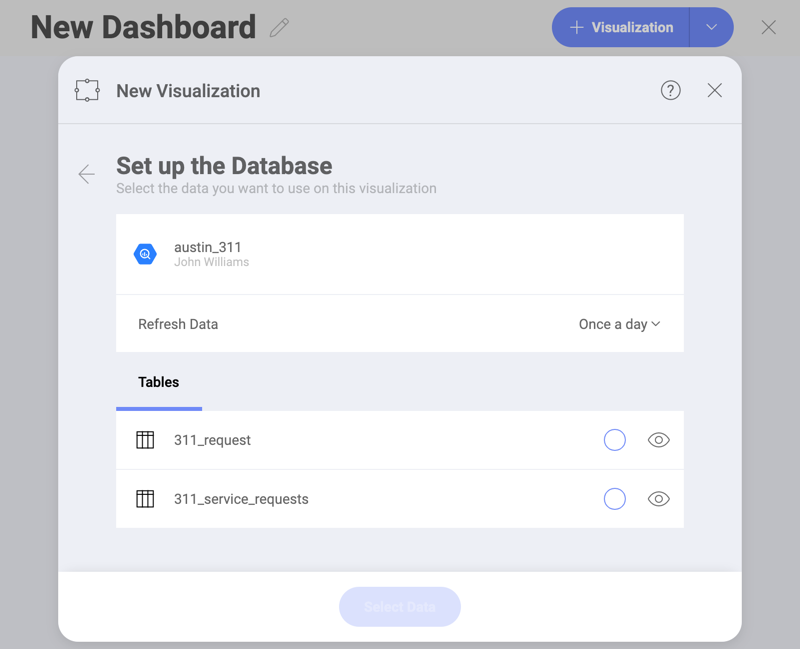 New Dashboard
Visualization
New Visualization
?
Set up the Database
Select the data you want to use on this visualization
austin_311
John Williams
Refresh Data
Once a day
Tables
311_request
311_service_requests
Select Data